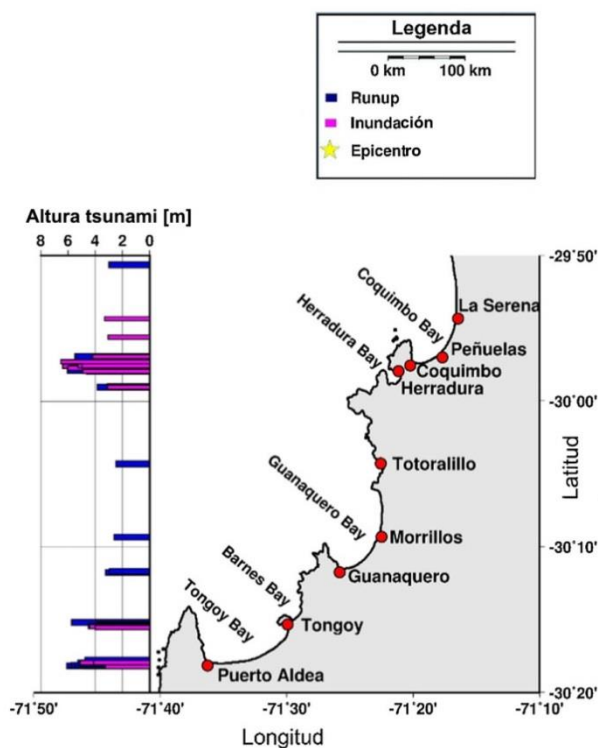 Legenda
0 km 100 km
Runup
Inundación
Epicentro
Altura tsunami [m]
8 6 4 2 0
-29°50'
Coquimbo Bay
La Serena
Herradura Bay
Peñuelas
Coquimbo
Herradura
-30°00'
Totoralillo
Guanaquero Bay
Morrillos
-30°10'
Guanaquero
Barnes Bay
Tongoy Bay
Tongoy
Puerto Aldea
-30°20'
Latitud
-71°50' -71°40' -71°30' -71°20' -71°10'
Longitud